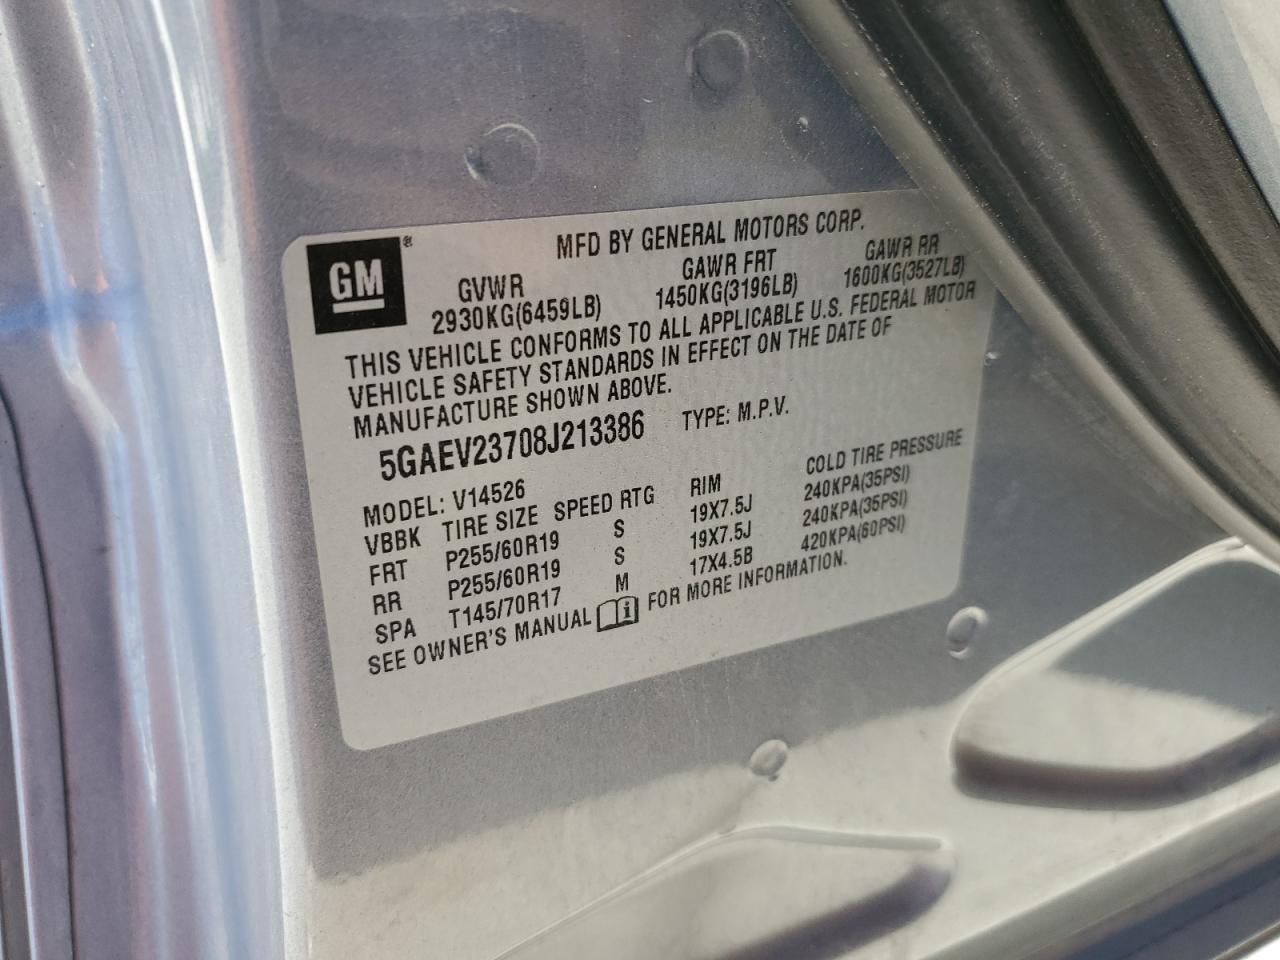 GM ®
MFD BY GENERAL MOTORS CORP.
GVWR GAWR FRT GAWR RR
2930KG(6459LB) 1450KG(3196LB) 1600KG(3527LB)
THIS VEHICLE CONFORMS TO ALL APPLICABLE U.S. FEDERAL MOTOR
VEHICLE SAFETY STANDARDS IN EFFECT ON THE DATE OF
MANUFACTURE SHOWN ABOVE.
5GAEV23708J213386 TYPE: M.P.V.
MODEL: V14526
VBBK TIRE SIZE SPEED RTG RIM COLD TIRE PRESSURE
FRT P255/60R19 S 19X7.5J 240KPA(35PSI)
RR P255/60R19 S 19X7.5J 240KPA(35PSI)
SPA T145/70R17 M 17X4.5B 420KPA(60PSI)
SEE OWNER'S MANUAL i FOR MORE INFORMATION.